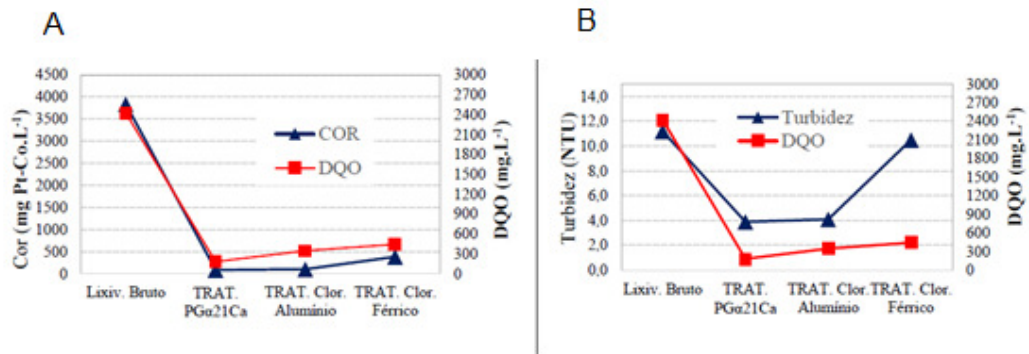 A
Cor (mg Pt-Co.L-1)
4500
4000
3500
3000
2500
2000
1500
1000
500
0
COR
DQO
3000
2700
2400
2100
1800
1500
1200
900
600
300
0
DQO (mg.L-1)
Lixiv. Bruto
TRAT.
PGα21Ca
TRAT. Clor.
Alumínio
TRAT. Clor.
Férrico
B
Turbidez (NTU)
14,0
12,0
10,0
8,0
6,0
4,0
2,0
0,0
Turbidez
DQO
3000
2700
2400
2100
1800
1500
1200
900
600
300
0
DQO (mg.L-1)
Lixiv. Bruto
TRAT.
PGα21Ca
TRAT. Clor.
Alumínio
TRAT. Clor.
Férrico